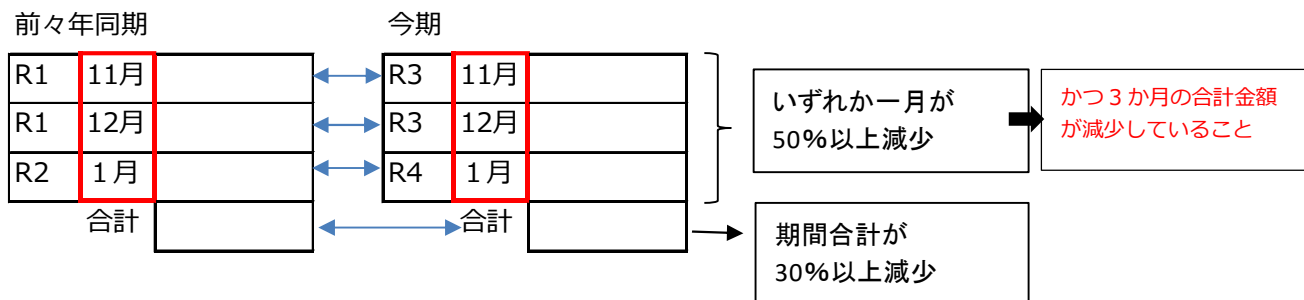 前々年同期
今期
R1 11月
R3 11月
R1 12月
R3 12月
R2 1月
R4 1月
合計
合計
いずれか一月が
50%以上減少
かつ3か月の合計金額
が減少していること
期間合計が
30%以上減少